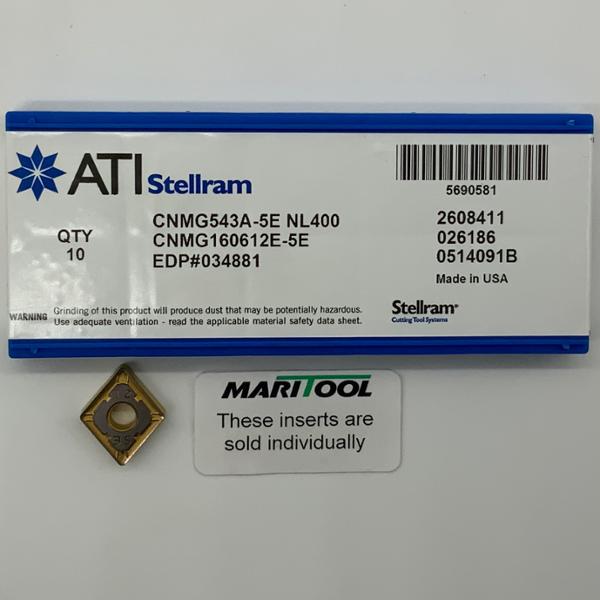 ATI Stellram
QTY
10
CNMG543A-5E NL400
CNMG160612E-5E
EDP#034881
5690581
2608411
026186
0514091B
Made in USA
WARNING
Grinding of this product will produce dust that may be potentially hazardous.
Use adequate ventilation - read the applicable material safety data sheet.
Stellram®
Cutting Tool Systems
MARITOOL
These inserts are
sold individually